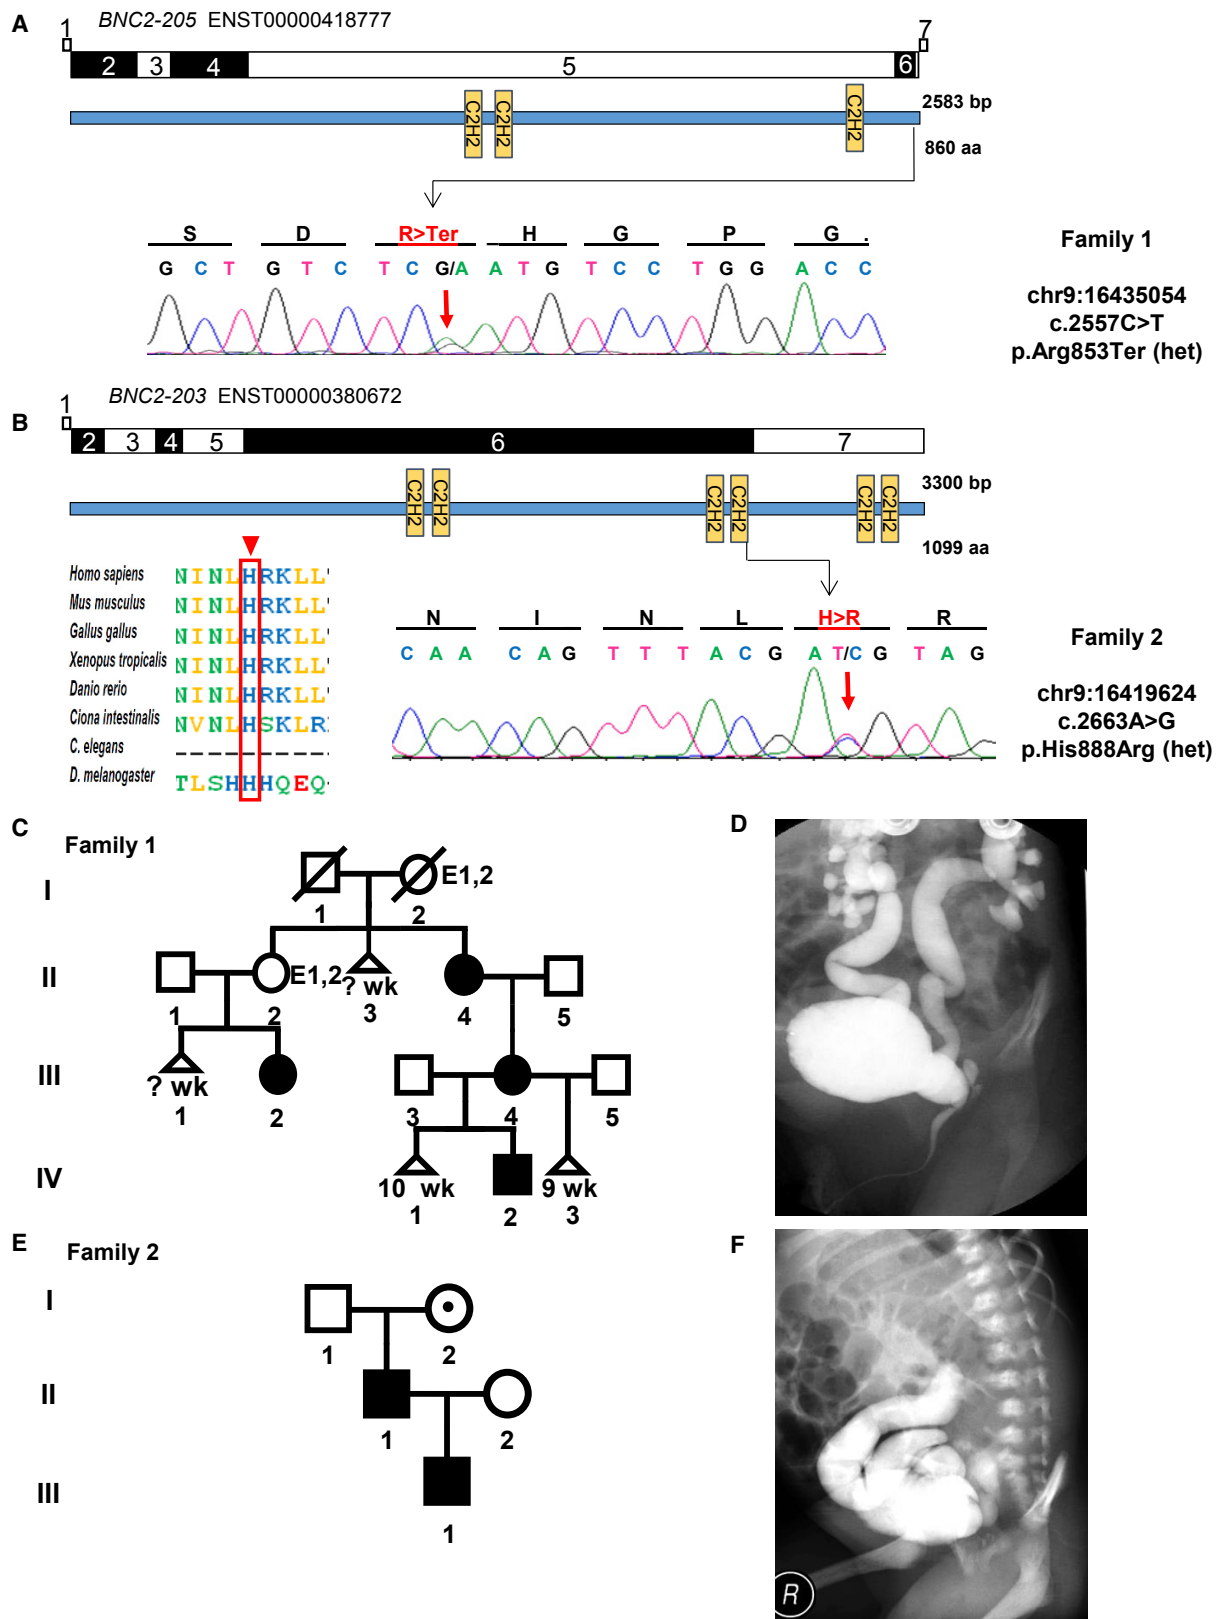 A
1 BNC2-205 ENST00000418777 7
2 3 4 5 6
C2H2 C2H2 C2H2
2583 bp
860 aa
S D R>Ter _H G P G .
G C T G T C T C G/A A T G T C C T G G A C C
Family 1
chr9:16435054
c.2557C>T
p.Arg853Ter (het)
B
1 BNC2-203 ENST00000380672
2 3 4 5 6 7
C2H2 C2H2 C2H2 C2H2 C2H2 C2H2
3300 bp
1099 aa
Homo sapiens NINLHRKLL'
Mus musculus NINLHRKLL'
Gallus gallus NINLHRKLL'
Xenopus tropicalis NINLHRKLL'
Danio rerio NINLHRKLL'
Ciona intestinalis NVNLHSKLR
C. elegans ---------
D. melanogaster TLSHHHQEQ
N I N L H>R R
C A A C A G T T T A C G A T/C G T A G
Family 2
chr9:16419624
c.2663A>G
p.His888Arg (het)
C
Family 1
I
E1,2
1 2
II
E1,2 ? wk
1 2 3 4 5
III
? wk
1 2 3 4 5
IV
10 wk 9 wk
1 2 3
D
E
Family 2
I
1 2
II
1 2
III
1
F
R